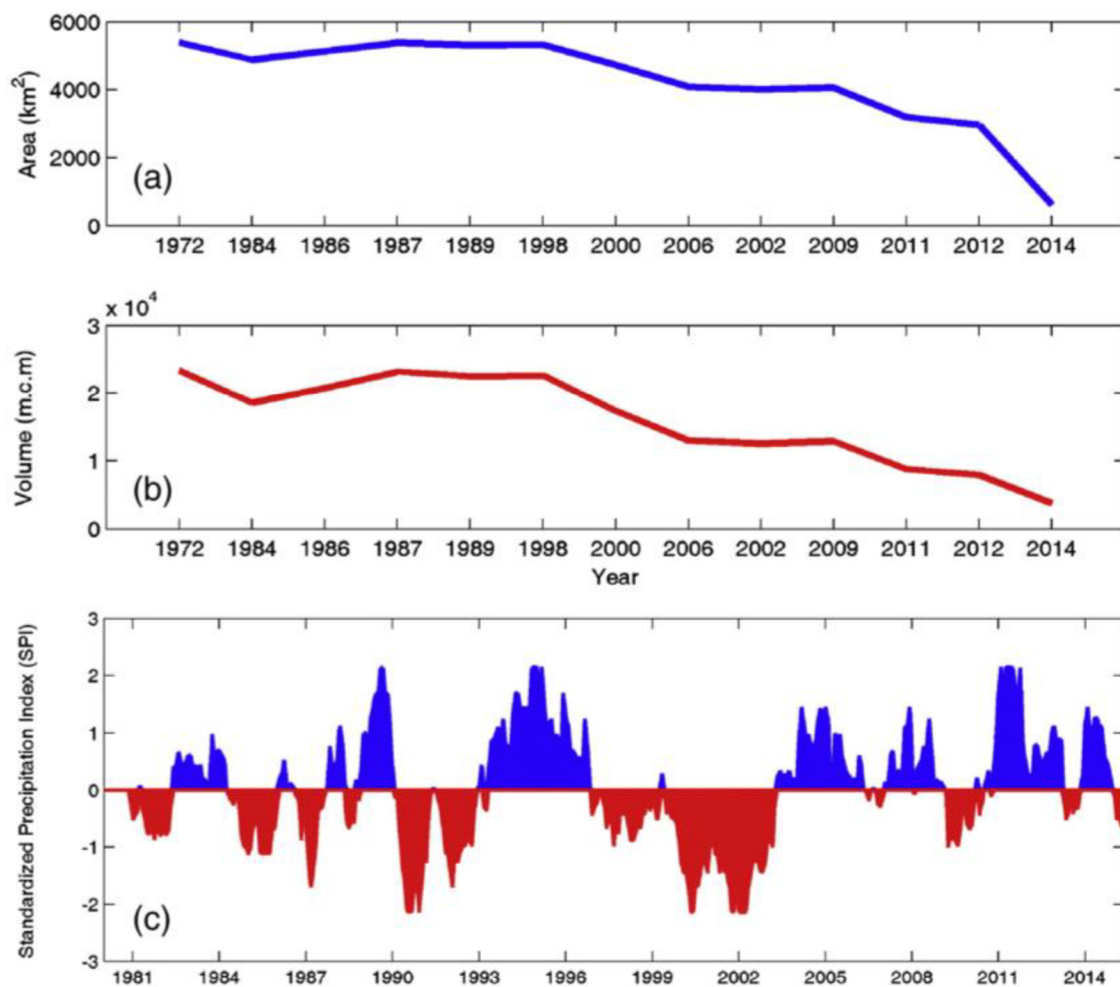 6000
4000
2000
0
Area (km²)
(a)
1972 1984 1986 1987 1989 1998 2000 2006 2002 2009 2011 2012 2014
x 10⁴
3
2
1
0
Volume (m.c.m)
(b)
1972 1984 1986 1987 1989 1998 2000 2006 2002 2009 2011 2012 2014
Year
3
2
1
0
-1
-2
-3
Standardized Precipitation Index (SPI)
(c)
1981 1984 1987 1990 1993 1996 1999 2002 2005 2008 2011 2014